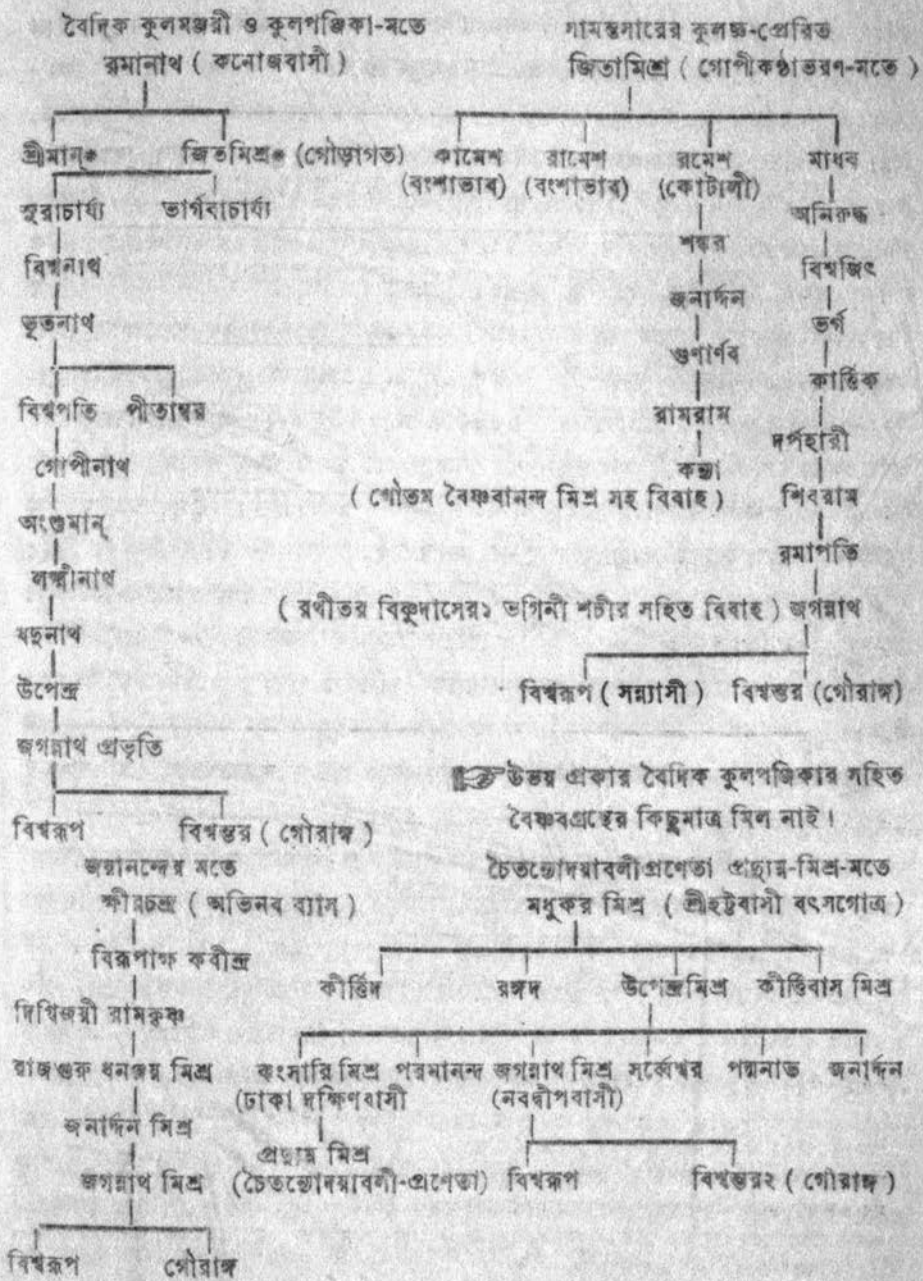 বৈদিক কুলমঞ্জরী ও কুলপঞ্জিকা-মতে
রমানাথ ( কনোজবাসী )
শ্রীমান্* জিতমিশ্র* (গৌড়াগত)
সুরাচার্য্য ভার্গবাচার্য্য
বিশ্বনাথ
ভূতনাথ
বিশ্বপতি পীতাম্বর
গোপীনাথ
অংশুমান্
লক্ষ্মীনাথ
যদুনাথ
উপেন্দ্র
জগন্নাথ প্রভৃতি
বিশ্বরূপ বিশ্বম্ভর ( গৌরাঙ্গ )
সামন্তসারের কুলজ্ঞ-প্রেরিত
জিতামিশ্র ( গোপীকণ্ঠাভরণ-মতে )
কামেশ রামেশ রমেশ মাধব
(বংশাভাব) (বংশাভাব) (কোটালী)
অনিরুদ্ধ
শঙ্কর
বিশ্বজিৎ
জনার্দ্দন
ভর্গ
গুণার্ণব
কার্ত্তিক
রামরাম
দর্পহারী
কন্যা
( গৌতম বৈষ্ণবানন্দ মিশ্র সহ বিবাহ ) শিবরাম
রমাপতি
( রথীতর বিষ্ণুদাসের১ ভগিনী শচীর সহিত বিবাহ ) জগন্নাথ
বিশ্বরূপ ( সন্ন্যাসী ) বিশ্বম্ভর (গৌরাঙ্গ)
☞ উভয় প্রকার বৈদিক কুলপঞ্জিকার সহিত
বৈষ্ণবগ্রন্থের কিছুমাত্র মিল নাই।
জয়ানন্দের মতে
ক্ষীরচন্দ্র ( অভিনব ব্যাস )
বিরূপাক্ষ কবীন্দ্র
দিগ্বিজয়ী রামকৃষ্ণ
রাজগুরু ধনঞ্জয় মিশ্র
জনার্দ্দন মিশ্র
জগন্নাথ মিশ্র
বিশ্বরূপ গৌরাঙ্গ
চৈতন্তোদয়াবলীপ্রণেতা প্রদ্যুম্ন-মিশ্র-মতে
মধুকর মিশ্র ( শ্রীহট্টবাসী বৎসগোত্র )
কীর্ত্তিদ রঙ্গদ উপেন্দ্রমিশ্র কীর্ত্তিবাস মিশ্র
কংসারি মিশ্র পরমানন্দ জগন্নাথ মিশ্র সর্ব্বেশ্বর পদ্মনাভ জনার্দ্দন
(ঢাকা দক্ষিণবাসী (নবদ্বীপবাসী)
প্রদ্যুম্ন মিশ্র
(চৈতন্তোদয়াবলী-প্রণেতা) বিশ্বরূপ বিশ্বম্ভর২ ( গৌরাঙ্গ )